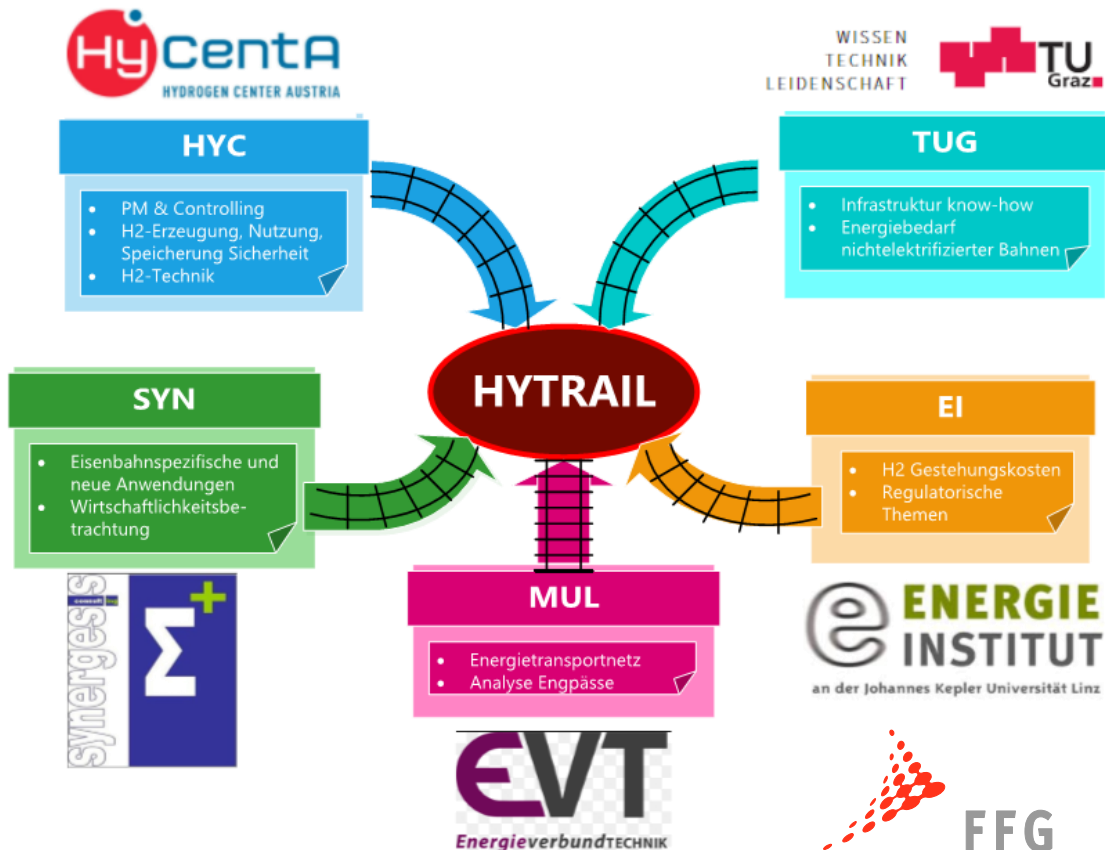 HyCentA
HYDROGEN CENTER AUSTRIA
WISSEN
TECHNIK
LEIDENSCHAFT
TU
Graz
HYC
• PM & Controlling
• H2-Erzeugung, Nutzung,
Speicherung Sicherheit
• H2-Technik
TUG
• Infrastruktur know-how
• Energiebedarf
nichtelektrifizierter Bahnen
HYTRAIL
SYN
• Eisenbahnspezifische und
neue Anwendungen
• Wirtschaftlichkeitsbe-
trachtung
EI
• H2 Gestehungskosten
• Regulatorische
Themen
MUL
• Energietransportnetz
• Analyse Engpässe
synergess
Σ+
ENERGIE
INSTITUT
an der Johannes Kepler Universität Linz
EVT
EnergieverbundTECHNIK
FFG